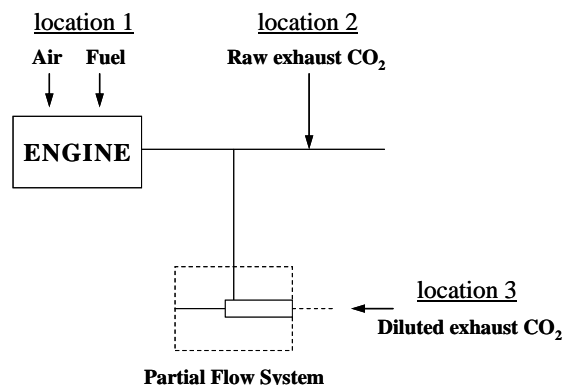 location 1
location 2
Air Fuel
Raw exhaust CO₂
ENGINE
location 3
Diluted exhaust CO₂
Partial Flow System